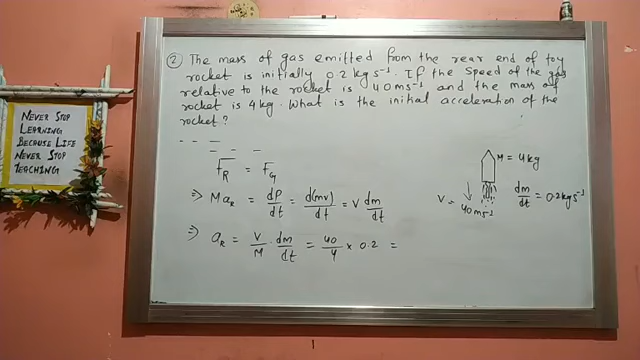 ② The mass of gas emitted from the rear end of toy
rocket is initially 0.2 kg s⁻¹. If the speed of the gas
relative to the rocket is 40 ms⁻¹ and the mass of
rocket is 4 kg. What is the initial acceleration of the
rocket?
F_R = F_G
⇒ M a_R = dP/dt = d(mv)/dt = v dm/dt
⇒ a_R = V/M · dm/dt = 40/4 × 0.2 =
M = 4 kg
dm/dt = 0.2 kg s⁻¹
V = 40 ms⁻¹
NEVER STOP
LEARNING
BECAUSE LIFE
NEVER STOP
TEACHING